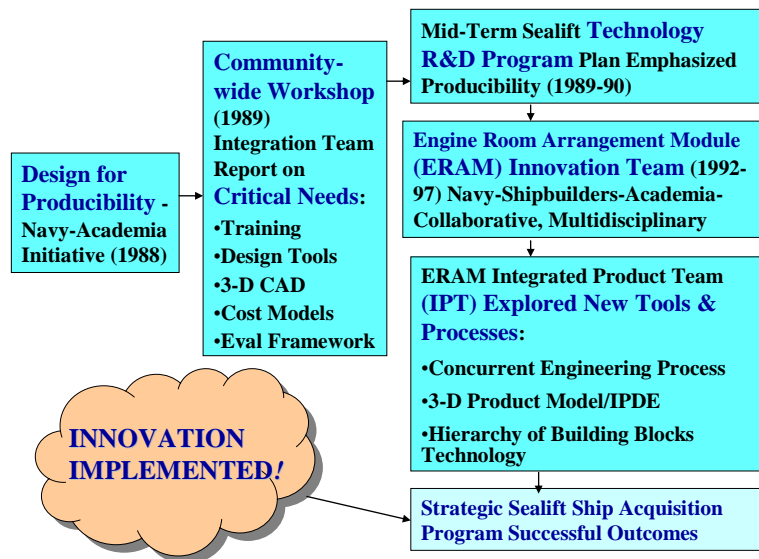 Design for
Producibility -
Navy-Academia
Initiative (1988)
Community-
wide Workshop
(1989)
Integration Team
Report on
Critical Needs:
•Training
•Design Tools
•3-D CAD
•Cost Models
•Eval Framework
Mid-Term Sealift Technology
R&D Program Plan Emphasized
Producibility (1989-90)
Engine Room Arrangement Module
(ERAM) Innovation Team (1992-
97) Navy-Shipbuilders-Academia-
Collaborative, Multidisciplinary
ERAM Integrated Product Team
(IPT) Explored New Tools &
Processes:
•Concurrent Engineering Process
•3-D Product Model/IPDE
•Hierarchy of Building Blocks
Technology
INNOVATION
IMPLEMENTED!
Strategic Sealift Ship Acquisition
Program Successful Outcomes